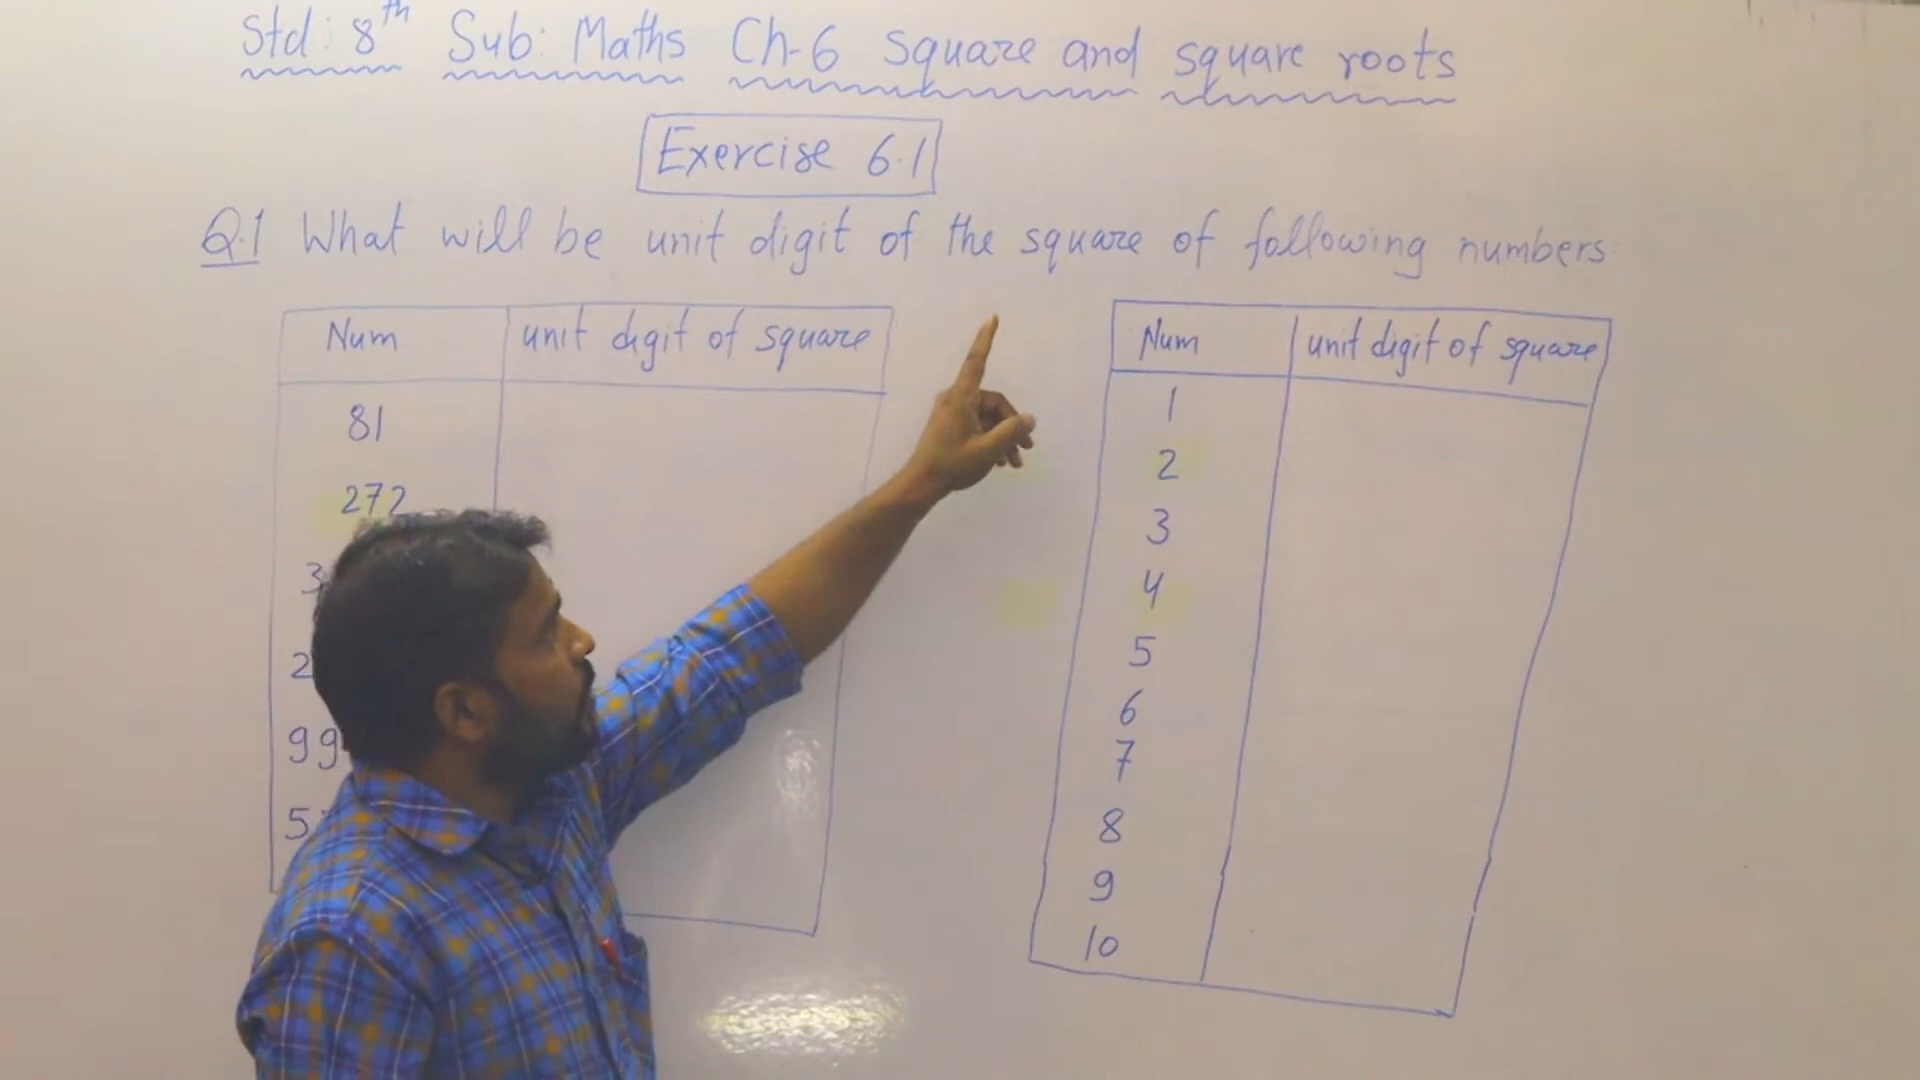 Std: 8th Sub: Maths Ch-6 square and square roots
Exercise 6.1
Q.1 What will be unit digit of the square of following numbers
Num unit digit of square
81
272
Num unit digit of square
1
2
3
4
5
6
7
8
9
10